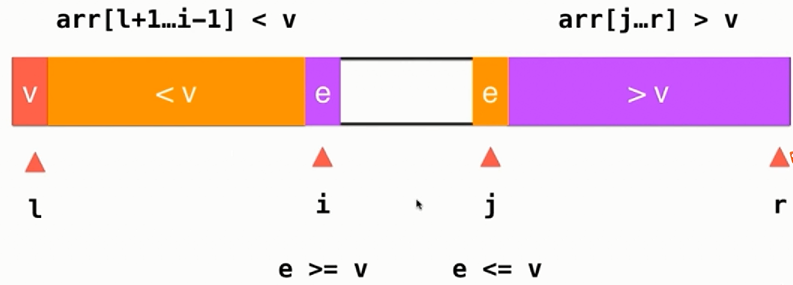 arr[l+1…i-1] < v arr[j…r] > v
v < v e e > v
l i j r
e >= v e <= v